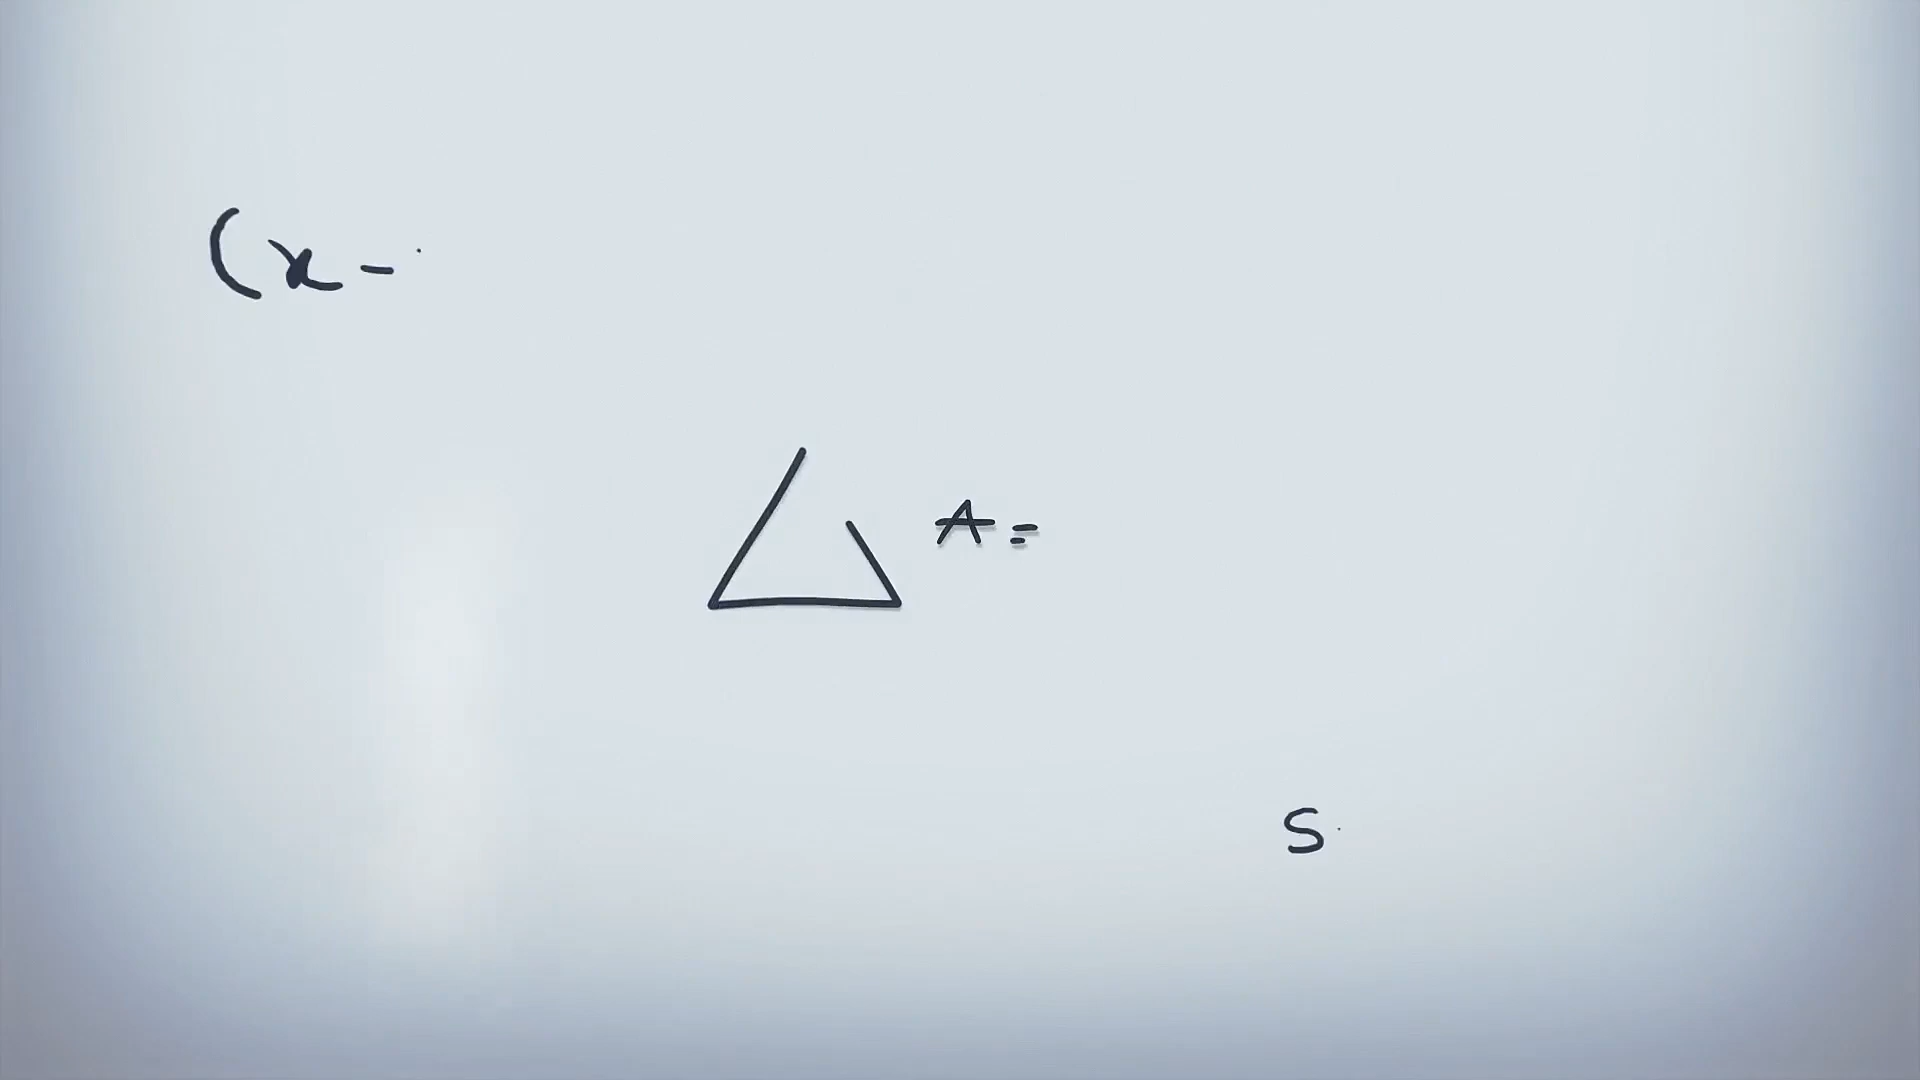 (x -
A =
S